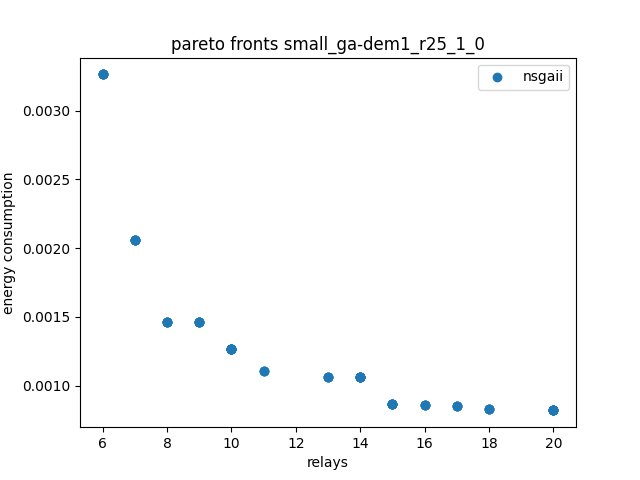 pareto fronts small_ga-dem1_r25_1_0
nsgaii
energy consumption
0.0030
0.0025
0.0020
0.0015
0.0010
6 8 10 12 14 16 18 20
relays